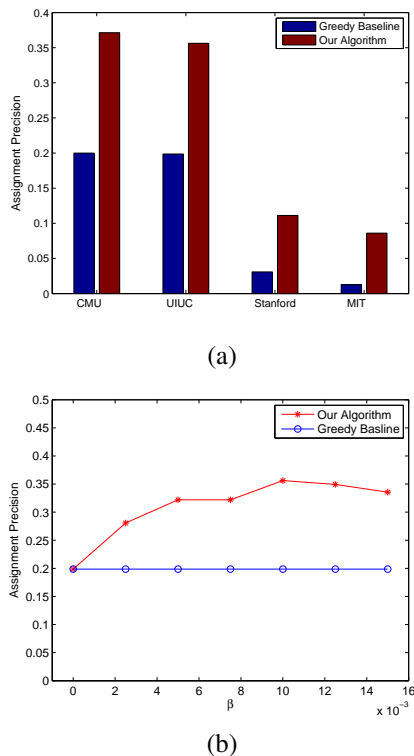 0.4
0.35
0.3
0.25
0.2
0.15
0.1
0.05
0
Assignment Precision
Greedy Baseline
Our Algorithm
CMU UIUC Stanford MIT
(a)
0.5
0.45
0.4
0.35
0.3
0.25
0.2
0.15
0.1
0.05
0
Assignment Precision
Our Algorithm
Greedy Basline
0 2 4 6 8 10 12 14 16
β
x 10⁻³
(b)